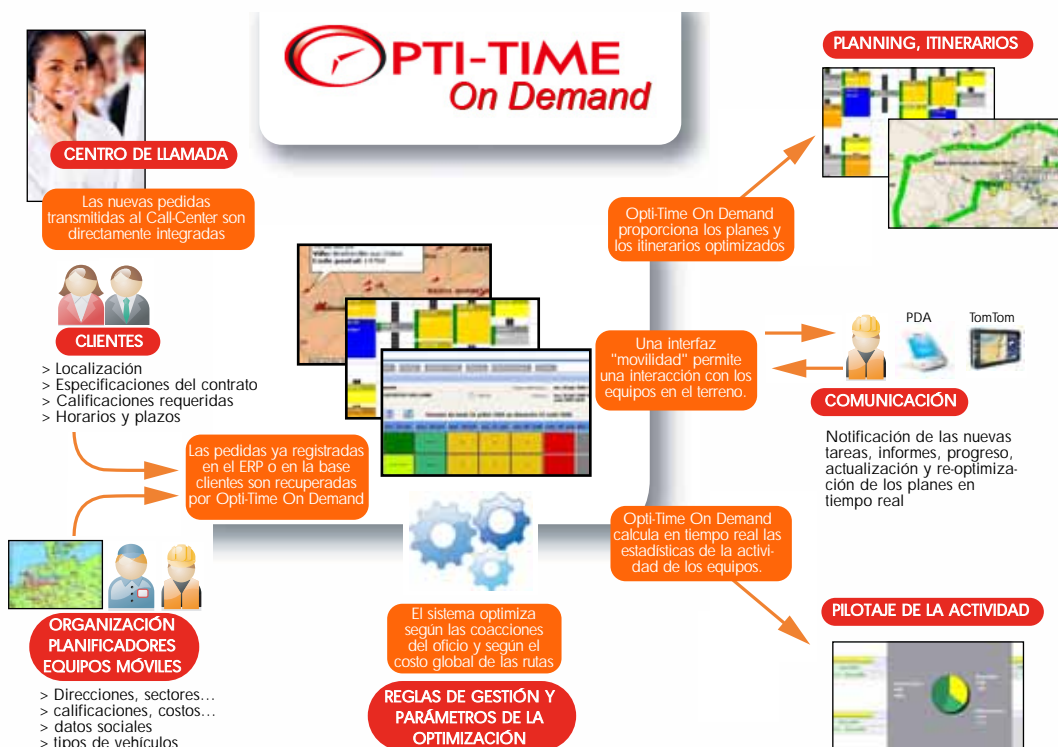 OPTI-TIME
On Demand
CENTRO DE LLAMADA
Las nuevas pedidas
transmitidas al Call-Center son
directamente integradas
CLIENTES
> Localización
> Especificaciones del contrato
> Calificaciones requeridas
> Horarios y plazos
Las pedidas ya registradas
en el ERP o en la base
clientes son recuperadas
por Opti-Time On Demand
ORGANIZACIÓN
PLANIFICADORES
EQUIPOS MÓVILES
> Direcciones, sectores...
> calificaciones, costos...
> datos sociales
> tipos de vehículos
El sistema optimiza
según las coacciones
del oficio y según el
costo global de las rutas
REGLAS DE GESTIÓN Y
PARÁMETROS DE LA
OPTIMIZACIÓN
PLANNING, ITINERARIOS
Opti-Time On Demand
proporciona los planes y
los itinerarios optimizados
Una interfaz
"movilidad" permite
una interacción con los
equipos en el terreno.
PDA
TomTom
COMUNICACIÓN
Notificación de las nuevas
tareas, informes, progreso,
actualización y re-optimiza-
ción de los planes en
tiempo real
Opti-Time On Demand
calcula en tiempo real las
estadísticas de la activi-
dad de los equipos.
PILOTAJE DE LA ACTIVIDAD